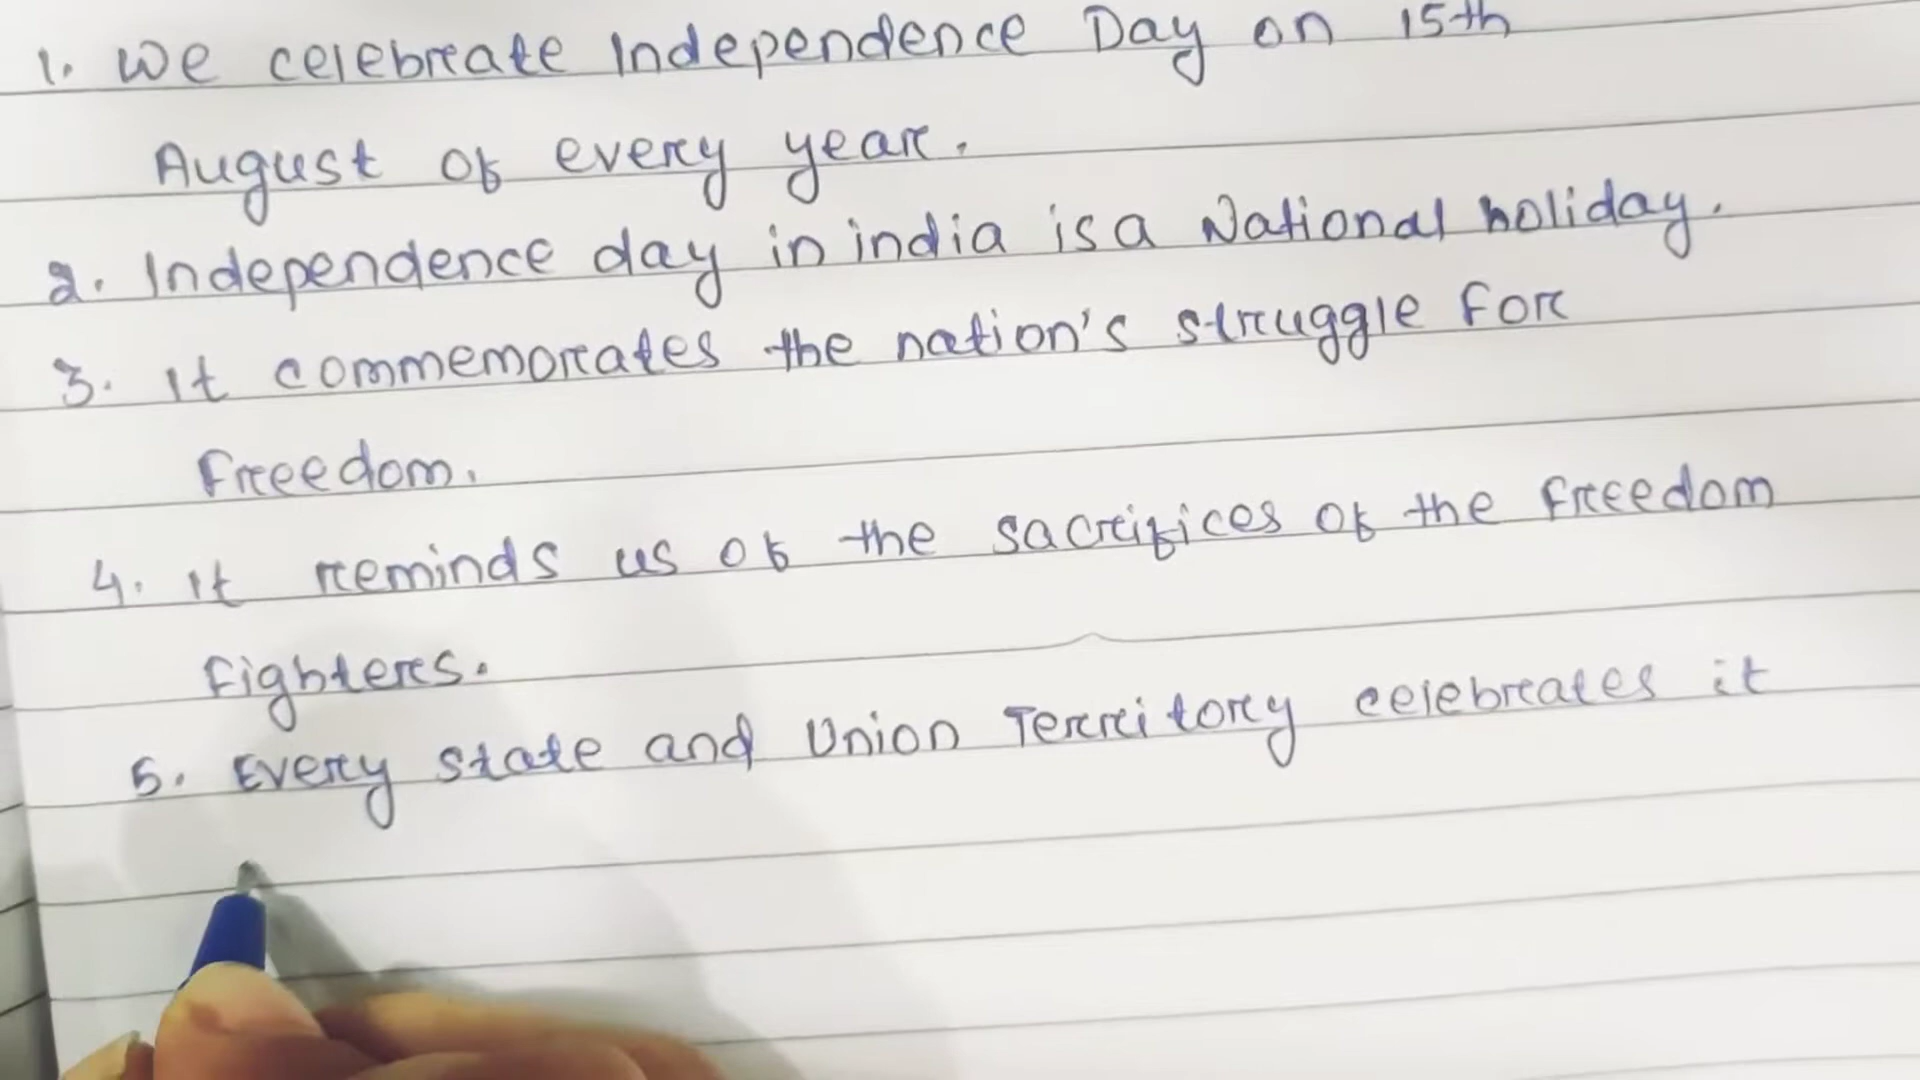 1. We celebrate Independence Day on 15th
August of every year.
2. Independence day in india is a National holiday.
3. It commemorates the nation's struggle for
freedom.
4. It reminds us of the sacrifices of the freedom
fighters.
5. Every state and Union Territory celebrates it